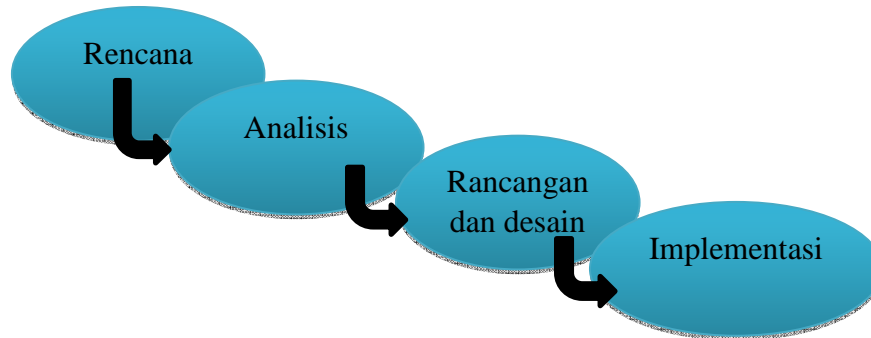 Rencana
Analisis
Rancangan
dan desain
Implementasi